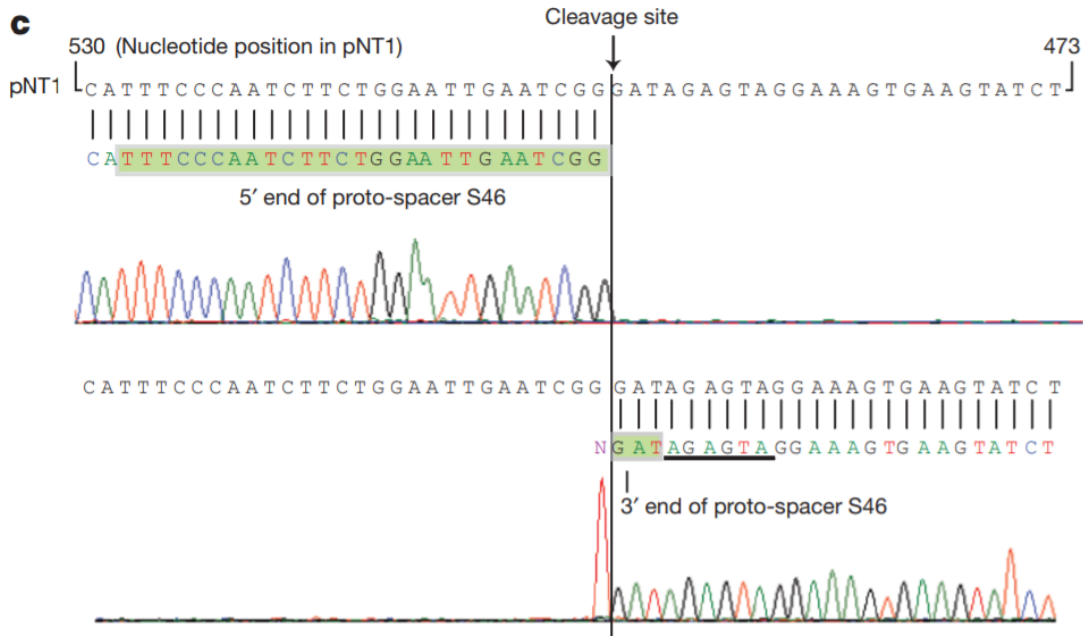 c
Cleavage site
530 (Nucleotide position in pNT1) 473
pNT1 CATTTCCCAATCTTCTGGAATTGAATCGGGATAGAGTAGGAAAGTGAAGTATCT
CATTTCCCAATCTTCTGGAATTGAATCGG
5′ end of proto-spacer S46
CATTTCCCAATCTTCTGGAATTGAATCGGGATAGAGTAGGAAAGTGAAGTATCT
NGATAGAGTAGGAAAGTGAAGTATCT
3′ end of proto-spacer S46